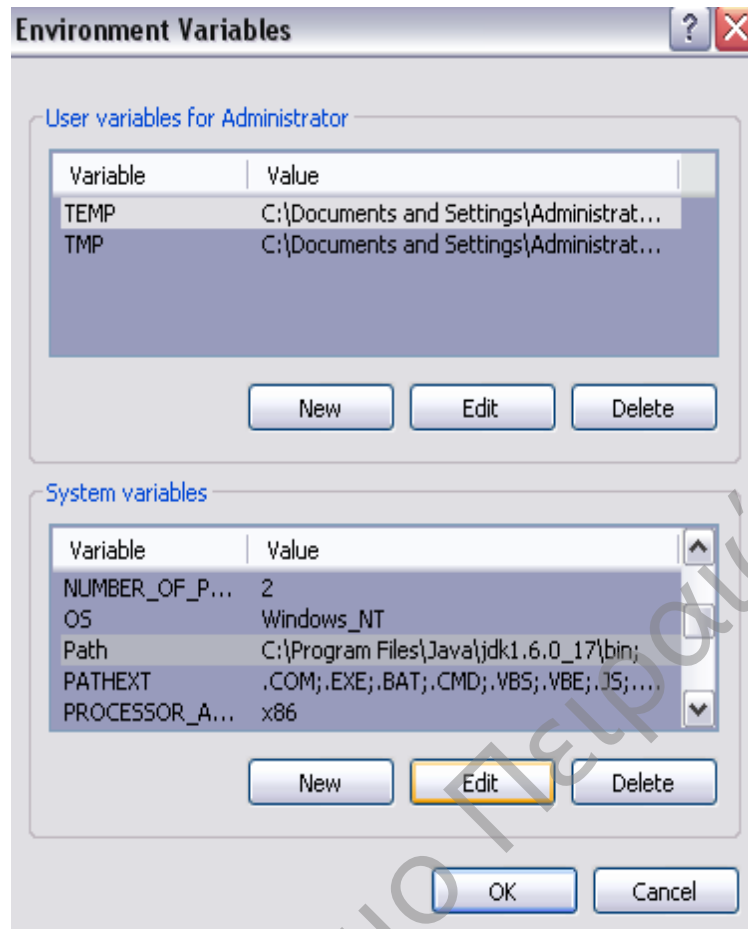 Environment Variables
User variables for Administrator
Variable Value
TEMP C:\Documents and Settings\Administrat...
TMP C:\Documents and Settings\Administrat...
New Edit Delete
System variables
Variable Value
NUMBER_OF_P... 2
OS Windows_NT
Path C:\Program Files\Java\jdk1.6.0_17\bin;
PATHEXT .COM;.EXE;.BAT;.CMD;.VBS;.VBE;.JS;....
PROCESSOR_A... x86
New Edit Delete
OK Cancel